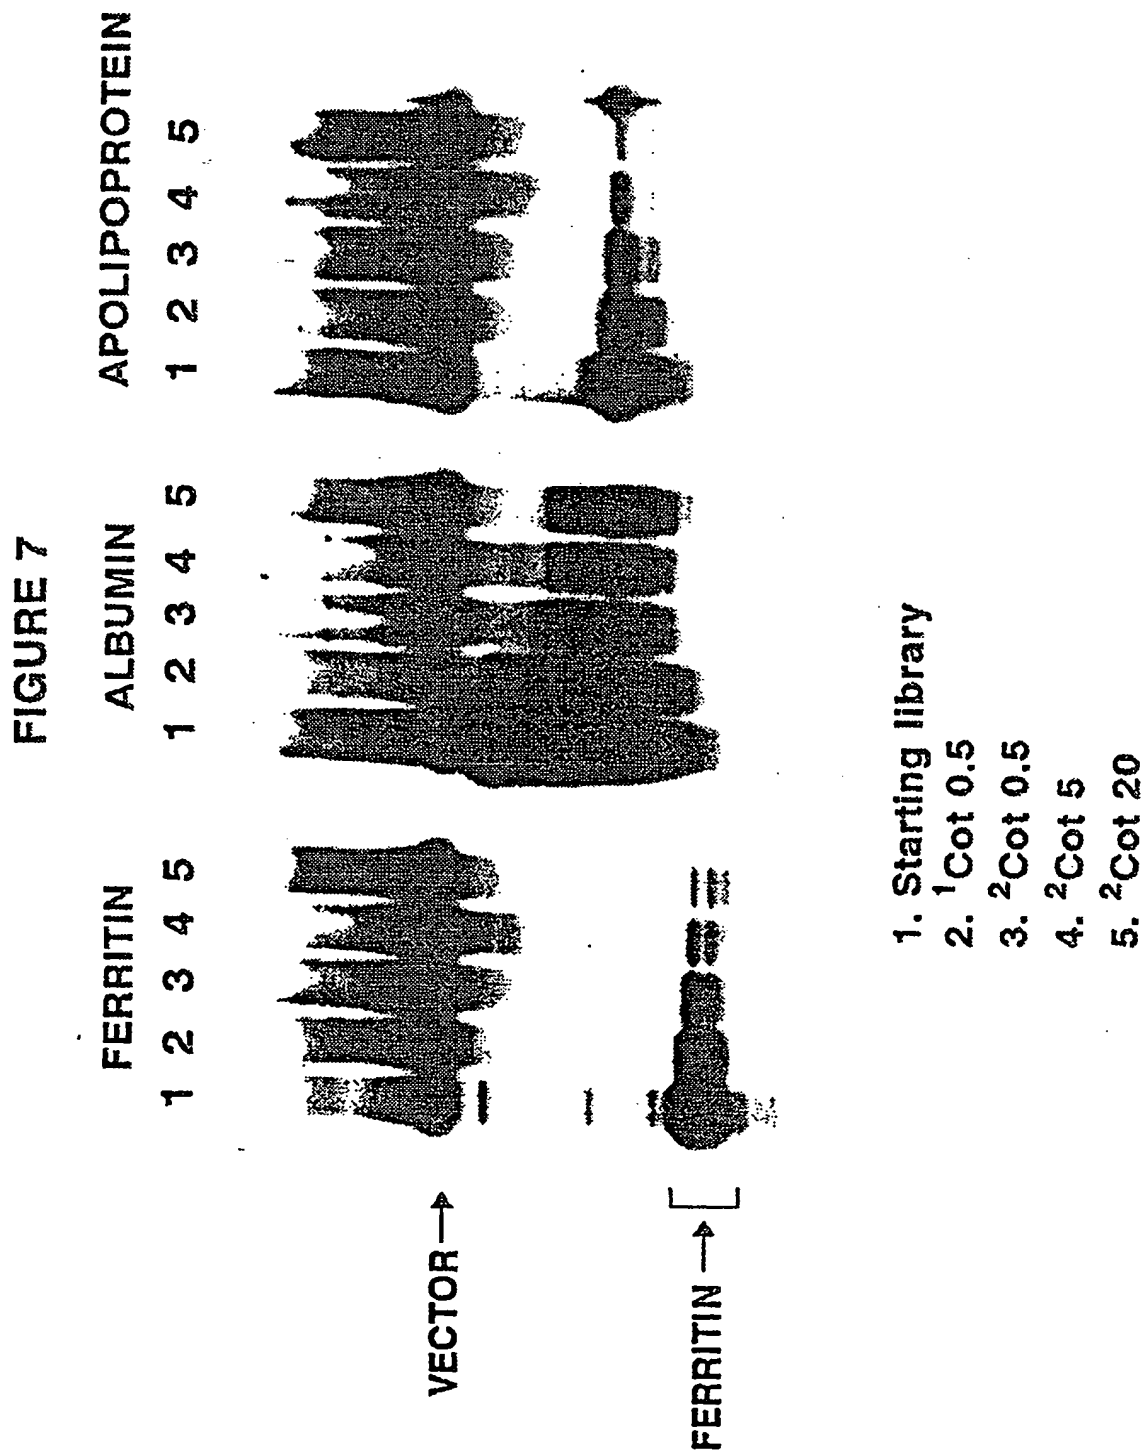 FIGURE 7
FERRITIN ALBUMIN APOLIPOPROTEIN
1 2 3 4 5 1 2 3 4 5 1 2 3 4 5
VECTOR→
FERRITIN →
1. Starting library
2. ¹Cot 0.5
3. ²Cot 0.5
4. ²Cot 5
5. ²Cot 20